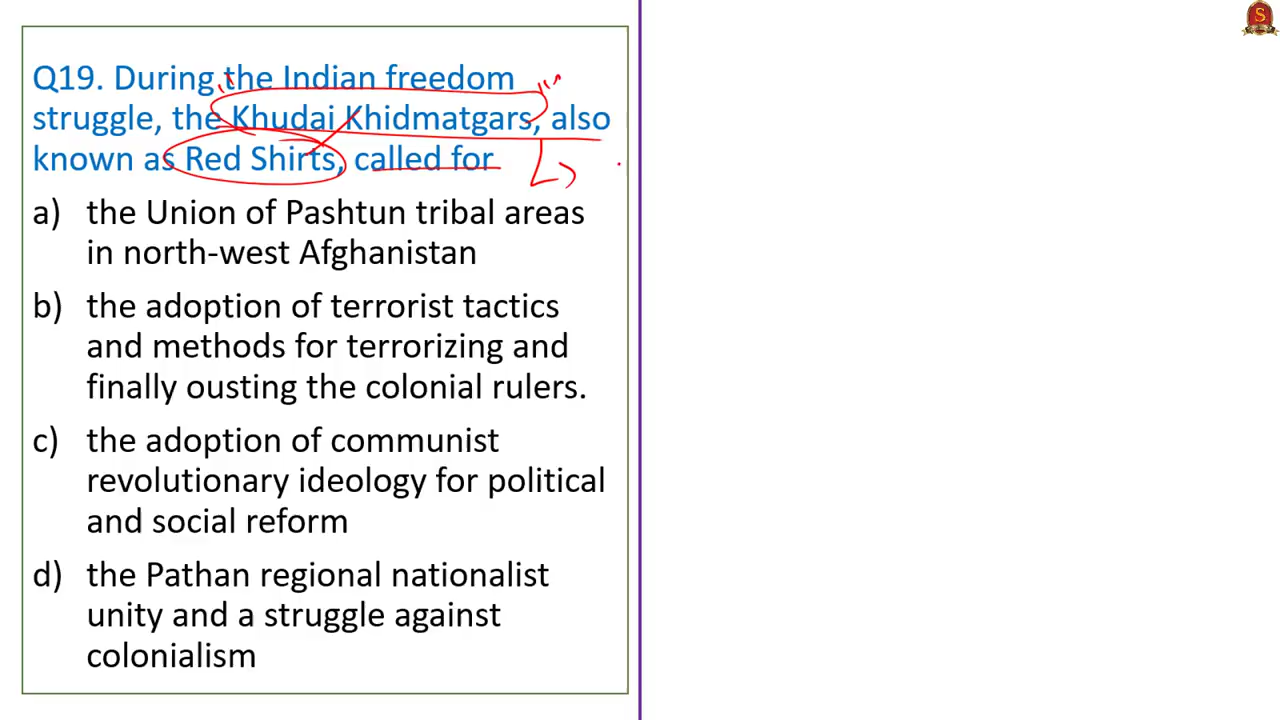 Q19. During the Indian freedom
struggle, the Khudai Khidmatgars, also
known as Red Shirts, called for
a) the Union of Pashtun tribal areas
in north-west Afghanistan
b) the adoption of terrorist tactics
and methods for terrorizing and
finally ousting the colonial rulers.
c) the adoption of communist
revolutionary ideology for political
and social reform
d) the Pathan regional nationalist
unity and a struggle against
colonialism
S